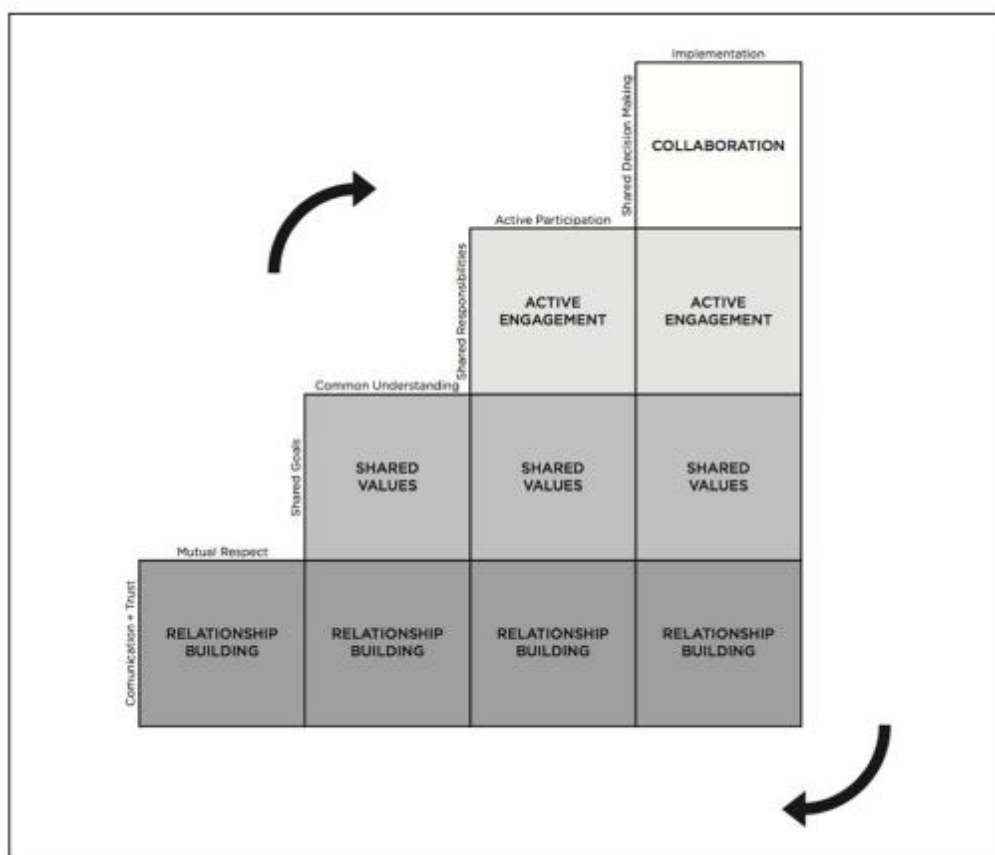 Implementation
Shared Decision Making
COLLABORATION
Active Participation
Shared Responsibilities
ACTIVE
ENGAGEMENT
ACTIVE
ENGAGEMENT
Common Understanding
Shared Goals
SHARED
VALUES
SHARED
VALUES
SHARED
VALUES
Mutual Respect
Comunication + Trust
RELATIONSHIP
BUILDING
RELATIONSHIP
BUILDING
RELATIONSHIP
BUILDING
RELATIONSHIP
BUILDING